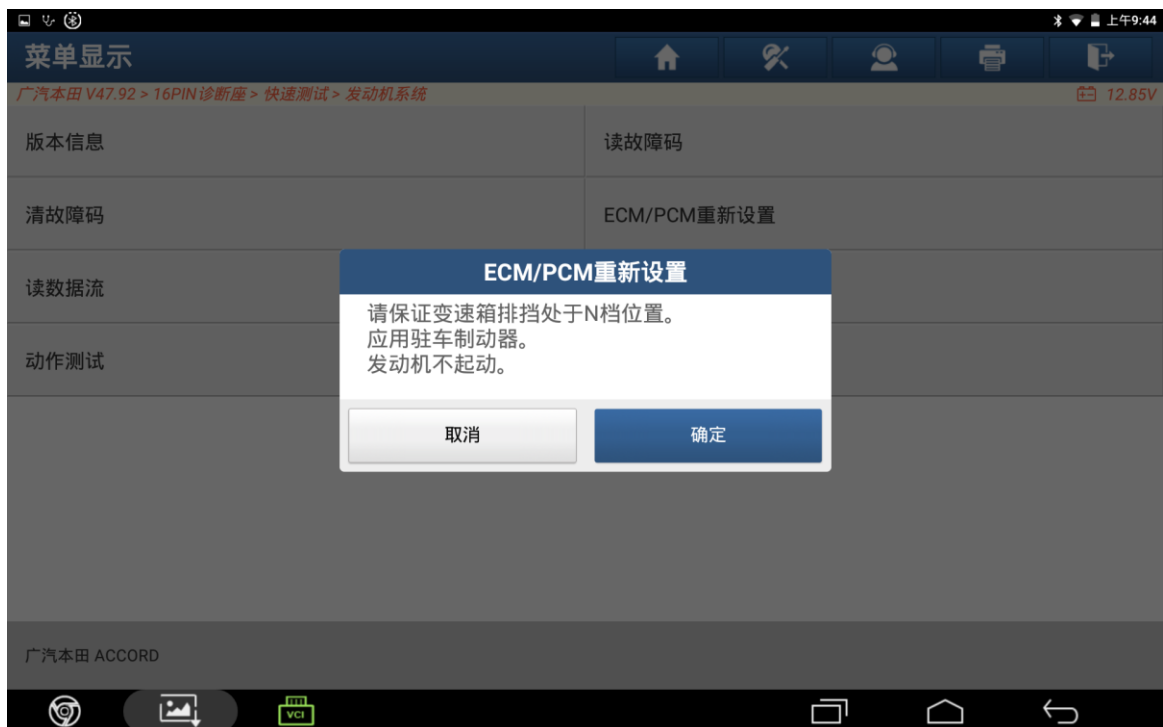 上午9:44
菜单显示
广汽本田 V47.92 > 16PIN诊断座 > 快速测试 > 发动机系统
12.85V
版本信息
读故障码
清故障码
ECM/PCM重新设置
读数据流
动作测试
ECM/PCM重新设置
请保证变速箱排挡处于N档位置。
应用驻车制动器。
发动机不起动。
取消
确定
广汽本田 ACCORD
VCI